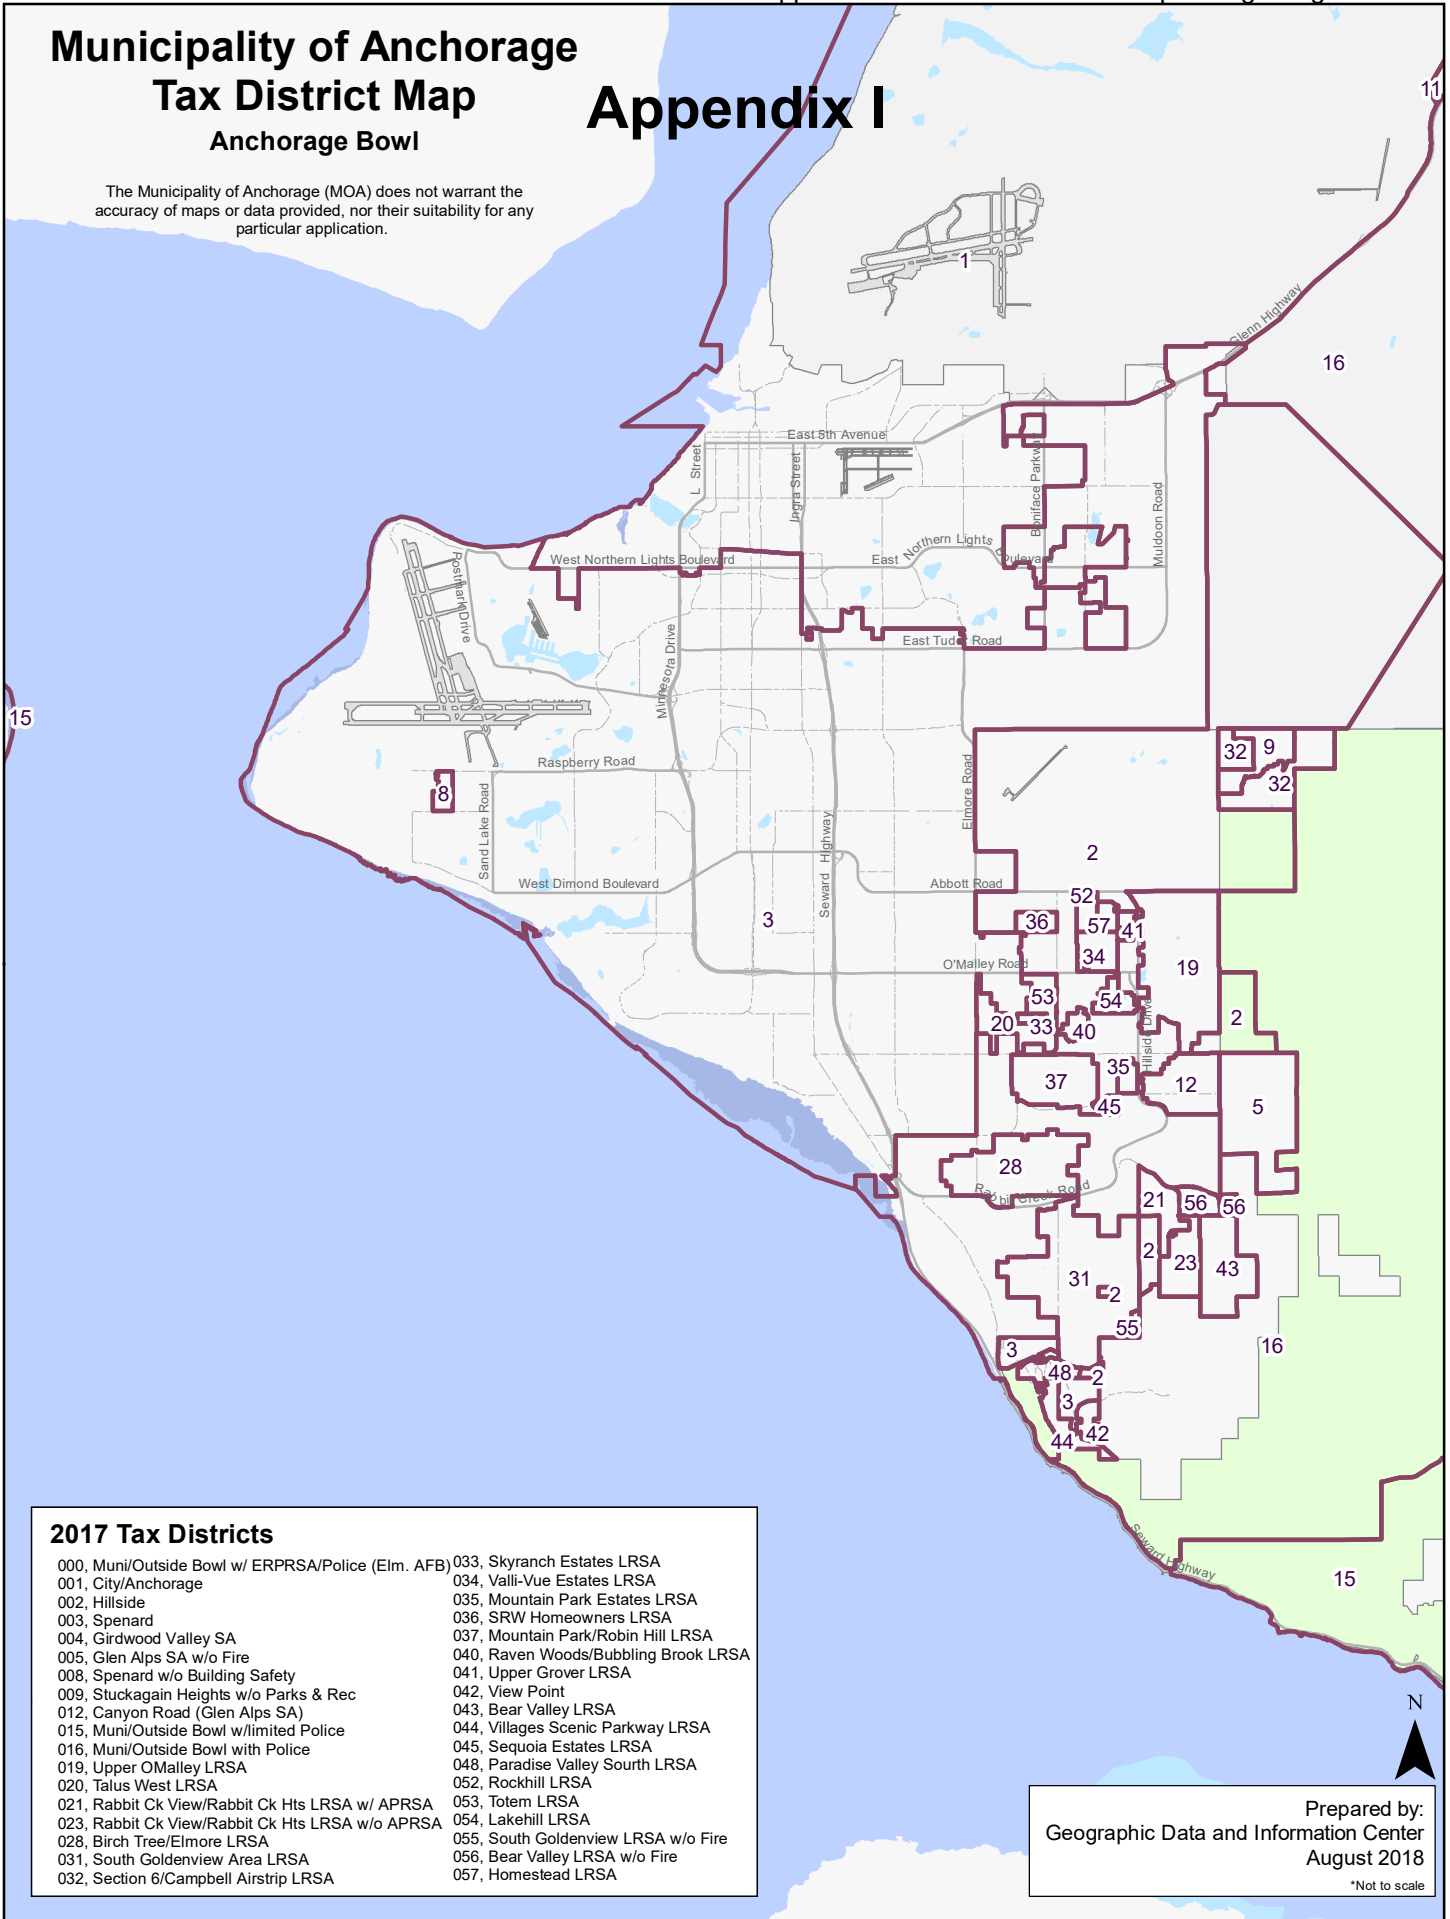 Municipality of Anchorage
Tax District Map
Anchorage Bowl
Appendix I
The Municipality of Anchorage (MOA) does not warrant the
accuracy of maps or data provided, nor their suitability for any
particular application.
11
1
Glenn Highway
16
East 5th Avenue
L Street
Ingra Street
Boniface Parkway
Muldoon Road
West Northern Lights Boulevard
East Northern Lights Boulevard
Postmark Drive
Minnesota Drive
East Tudor Road
15
Raspberry Road
8
Sand Lake Road
Seward Highway
Elmore Road
32
9
32
2
West Dimond Boulevard
Abbott Road
3
52
36
57
41
34
O'Malley Road
19
53
54
20
33
40
Hillside Drive
2
37
35
12
45
5
28
Rabbit Creek Road
21
56
56
2
23
43
31
2
55
3
16
48
2
3
42
44
Seward Highway
15
2017 Tax Districts
000, Muni/Outside Bowl w/ ERPRSA/Police (Elm. AFB)
001, City/Anchorage
002, Hillside
003, Spenard
004, Girdwood Valley SA
005, Glen Alps SA w/o Fire
008, Spenard w/o Building Safety
009, Stuckagain Heights w/o Parks & Rec
012, Canyon Road (Glen Alps SA)
015, Muni/Outside Bowl w/limited Police
016, Muni/Outside Bowl with Police
019, Upper OMalley LRSA
020, Talus West LRSA
021, Rabbit Ck View/Rabbit Ck Hts LRSA w/ APRSA
023, Rabbit Ck View/Rabbit Ck Hts LRSA w/o APRSA
028, Birch Tree/Elmore LRSA
031, South Goldenview Area LRSA
032, Section 6/Campbell Airstrip LRSA
033, Skyranch Estates LRSA
034, Valli-Vue Estates LRSA
035, Mountain Park Estates LRSA
036, SRW Homeowners LRSA
037, Mountain Park/Robin Hill LRSA
040, Raven Woods/Bubbling Brook LRSA
041, Upper Grover LRSA
042, View Point
043, Bear Valley LRSA
044, Villages Scenic Parkway LRSA
045, Sequoia Estates LRSA
048, Paradise Valley Sourth LRSA
052, Rockhill LRSA
053, Totem LRSA
054, Lakehill LRSA
055, South Goldenview LRSA w/o Fire
056, Bear Valley LRSA w/o Fire
057, Homestead LRSA
N
Prepared by:
Geographic Data and Information Center
August 2018
*Not to scale